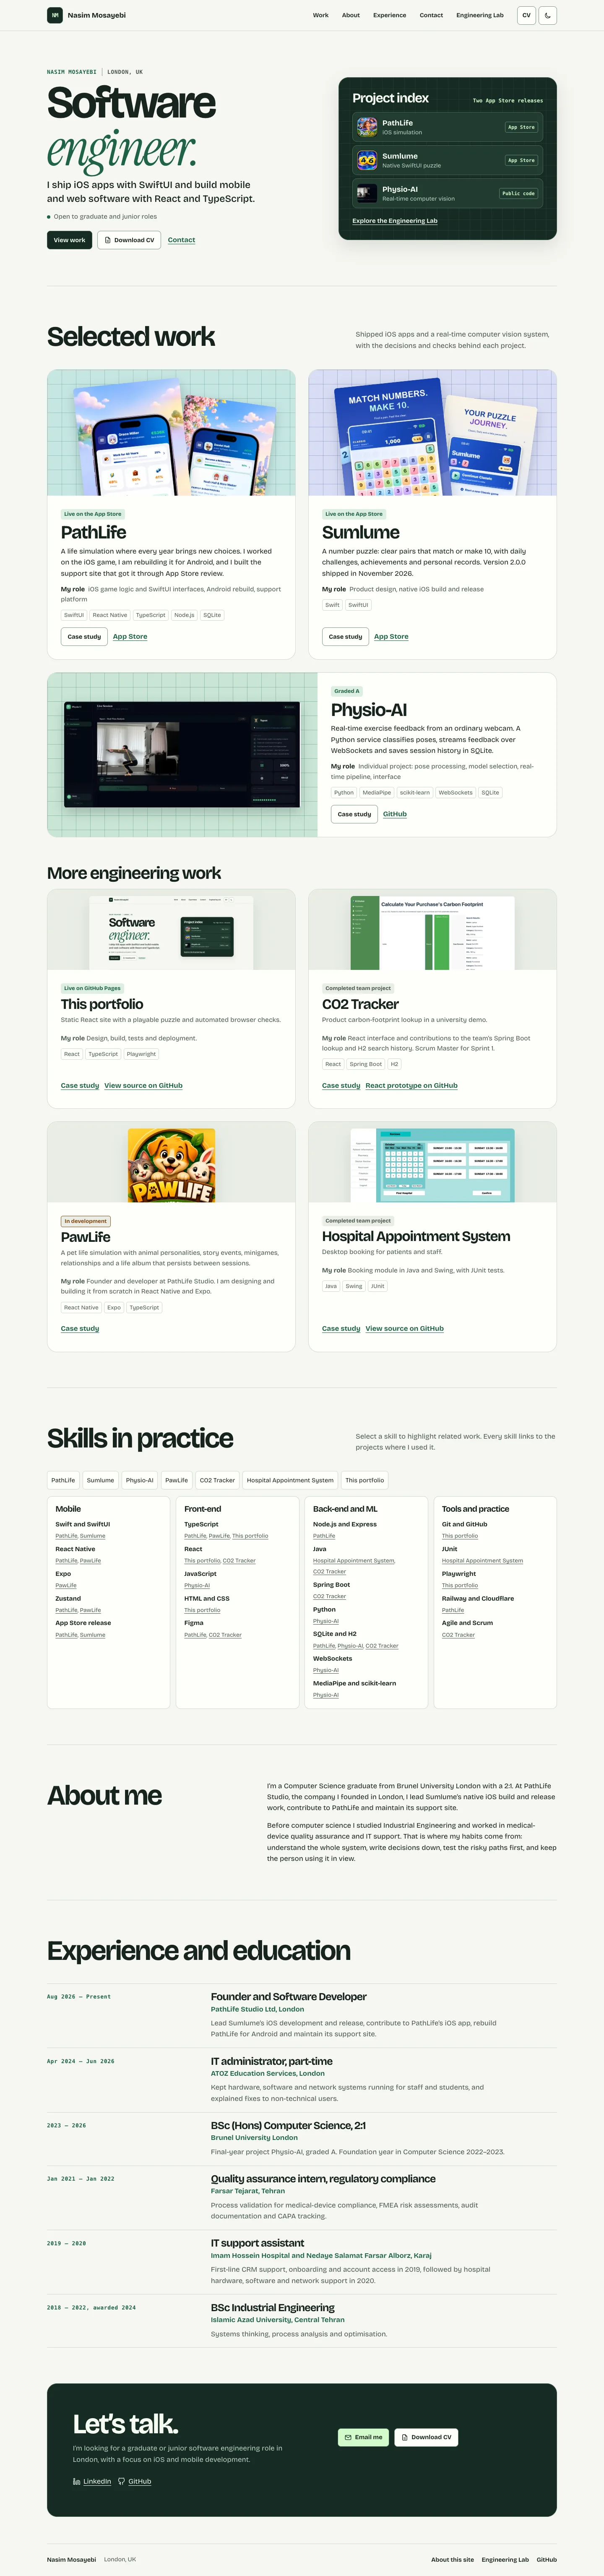 NM Nasim Mosayebi
Work About Experience Contact Engineering Lab CV
NASIM MOSAYEBI LONDON, UK
Software
engineer.
I ship iOS apps with SwiftUI and build mobile
and web software with React and TypeScript.
Open to graduate and junior roles
View work Download CV Contact
Project index
Two App Store releases
PathLife
iOS simulation
App Store
Sumlume
Native SwiftUI puzzle
App Store
Physio-AI
Real-time computer vision
Public code
Explore the Engineering Lab
Selected work
Shipped iOS apps and a real-time computer vision system,
with the decisions and checks behind each project.
Live on the App Store
PathLife
A life simulation where every year brings new choices. I worked
on the iOS app, I am rebuilding it for Android, and I built the
support site that got it through App Store review.
My role iOS game logic and SwiftUI interfaces, Android rebuild, support
platform
SwiftUI React Native TypeScript Node.js SQLite
Case study App Store
MATCH NUMBERS.
MAKE 10.
YOUR PUZZLE
JOURNEY.
Sumlume
Live on the App Store
Sumlume
A number puzzle: clear pairs that match or make 10, with daily
challenges, achievements and personal records. Version 2.0.0
shipped in November 2026.
My role Product design, native iOS build and release
Swift SwiftUI
Case study App Store
Graded A
Physio-AI
Real-time exercise feedback from an ordinary webcam. A
Python service classifies poses, streams feedback over
WebSockets and saves session history in SQLite.
My role Individual project: pose processing, model selection, real-
time pipeline, interface
Python MediaPipe scikit-learn WebSockets SQLite
Case study GitHub
More engineering work
Software
engineer.
Live on GitHub Pages
This portfolio
Static React site with a playable puzzle and automated browser checks.
My role Design, build, tests and deployment.
React TypeScript Playwright
Case study View source on GitHub
Calculate Your Purchase's Carbon Footprint
Completed team project
CO2 Tracker
Product carbon-footprint lookup in a university demo.
My role React interface and contributions to the team's Spring Boot
lookup and H2 search history. Scrum Master for Sprint 1.
React Spring Boot H2
Case study React prototype on GitHub
PAWLIFE
In development
PawLife
A pet life simulation with animal personalities, story events, minigames,
relationships and a life album that persists between sessions.
My role Founder and developer at PathLife Studio. I am designing and
building it from scratch in React Native and Expo.
React Native Expo TypeScript
Case study
Completed team project
Hospital Appointment System
Desktop booking for patients and staff.
My role Booking module in Java and Swing, with JUnit tests.
Java Swing JUnit
Case study View source on GitHub
Skills in practice
Select a skill to highlight related work. Every skill links to the
projects where I used it.
PathLife Sumlume Physio-AI PawLife CO2 Tracker Hospital Appointment System This portfolio
Mobile
Swift and SwiftUI
PathLife, Sumlume
React Native
PathLife, PawLife
Expo
PawLife
Zustand
PathLife, PawLife
App Store release
PathLife, Sumlume
Front-end
TypeScript
PathLife, PawLife, This portfolio
React
This portfolio, CO2 Tracker
JavaScript
Physio-AI
HTML and CSS
This portfolio
Figma
PathLife, CO2 Tracker
Back-end and ML
Node.js and Express
PathLife
Java
Hospital Appointment System,
CO2 Tracker
Spring Boot
CO2 Tracker
Python
Physio-AI
SQLite and H2
PathLife, Physio-AI, CO2 Tracker
WebSockets
Physio-AI
MediaPipe and scikit-learn
Physio-AI
Tools and practice
Git and GitHub
This portfolio
JUnit
Hospital Appointment System
Playwright
This portfolio
Railway and Cloudflare
PathLife
Agile and Scrum
CO2 Tracker
About me
I'm a Computer Science graduate from Brunel University London with a 2:1. At PathLife
Studio, the company I founded in London, I lead Sumlume's native iOS build and release
work, contribute to PathLife and maintain its support site.
Before computer science I studied Industrial Engineering and worked in medical-
device quality assurance and IT support. That is where my habits come from:
understand the whole system, write decisions down, test the risky paths first, and keep
the person using it in view.
Experience and education
Aug 2026 – Present
Founder and Software Developer
PathLife Studio Ltd, London
Lead Sumlume's iOS development and release, contribute to PathLife's iOS app, rebuild
PathLife for Android and maintain its support site.
Apr 2024 – Jun 2026
IT administrator, part-time
ATOZ Education Services, London
Kept hardware, software and network systems running for staff and students, and
explained fixes to non-technical users.
2023 – 2026
BSc (Hons) Computer Science, 2:1
Brunel University London
Final-year project Physio-AI, graded A. Foundation year in Computer Science 2022–2023.
Jan 2021 – Jan 2022
Quality assurance intern, regulatory compliance
Farsar Tejarat, Tehran
Process validation for medical-device compliance, FMEA risk assessments, audit
documentation and CAPA tracking.
2019 – 2020
IT support assistant
Imam Hossein Hospital and Nedaye Salamat Farsar Alborz, Karaj
First-line CRM support, onboarding and account access in 2019, followed by hospital
hardware, software and network support in 2020.
2018 – 2022, awarded 2024
BSc Industrial Engineering
Islamic Azad University, Central Tehran
Systems thinking, process analysis and optimisation.
Let's talk.
I'm looking for a graduate or junior software engineering role in
London, with a focus on iOS and mobile development.
LinkedIn GitHub
Email me Download CV
Nasim Mosayebi London, UK
About this site Engineering Lab GitHub